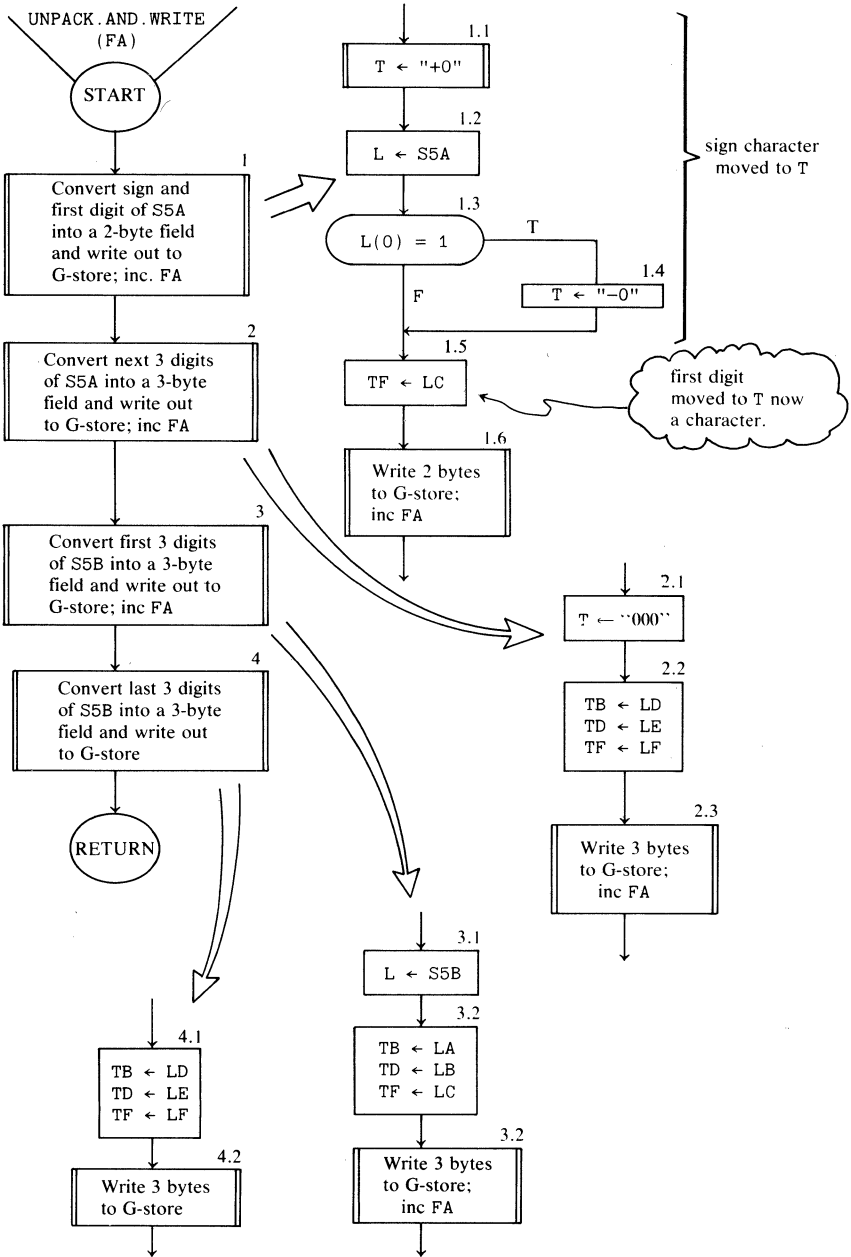 UNPACK.AND.WRITE
(FA)
START
1
Convert sign and
first digit of S5A
into a 2-byte field
and write out to
G-store; inc. FA
2
Convert next 3 digits
of S5A into a 3-byte
field and write out
to G-store; inc FA
3
Convert first 3 digits
of S5B into a 3-byte
field and write out to
G-store; inc FA
4
Convert last 3 digits
of S5B into a 3-byte
field and write out
to G-store
RETURN
1.1
T ← "+0"
1.2
L ← S5A
1.3
L(0) = 1
T
F
1.4
T ← "−0"
sign character
moved to T
1.5
TF ← LC
first digit
moved to T now
a character.
1.6
Write 2 bytes
to G-store;
inc FA
2.1
T ← "000"
2.2
TB ← LD
TD ← LE
TF ← LF
2.3
Write 3 bytes
to G-store;
inc FA
3.1
L ← S5B
3.2
TB ← LA
TD ← LB
TF ← LC
3.2
Write 3 bytes
to G-store;
inc FA
4.1
TB ← LD
TD ← LE
TF ← LF
4.2
Write 3 bytes
to G-store